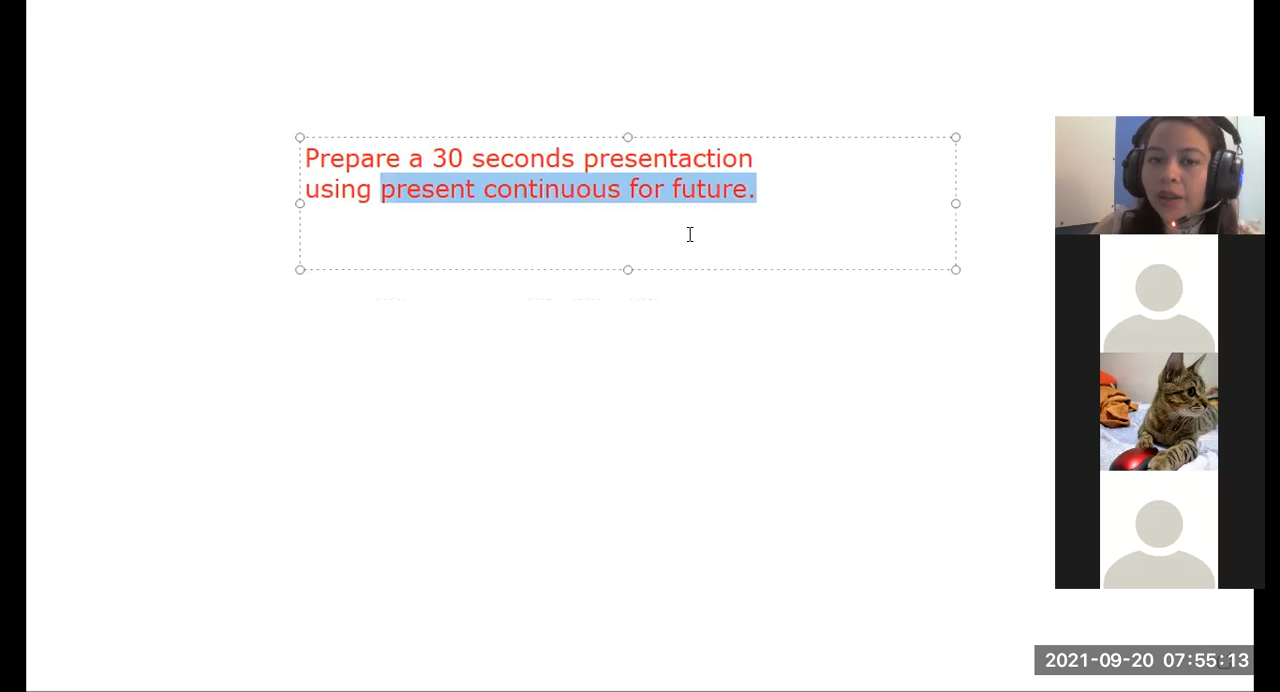 Prepare a 30 seconds presentaction
using present continuous for future.
2021-09-20 07:55:13